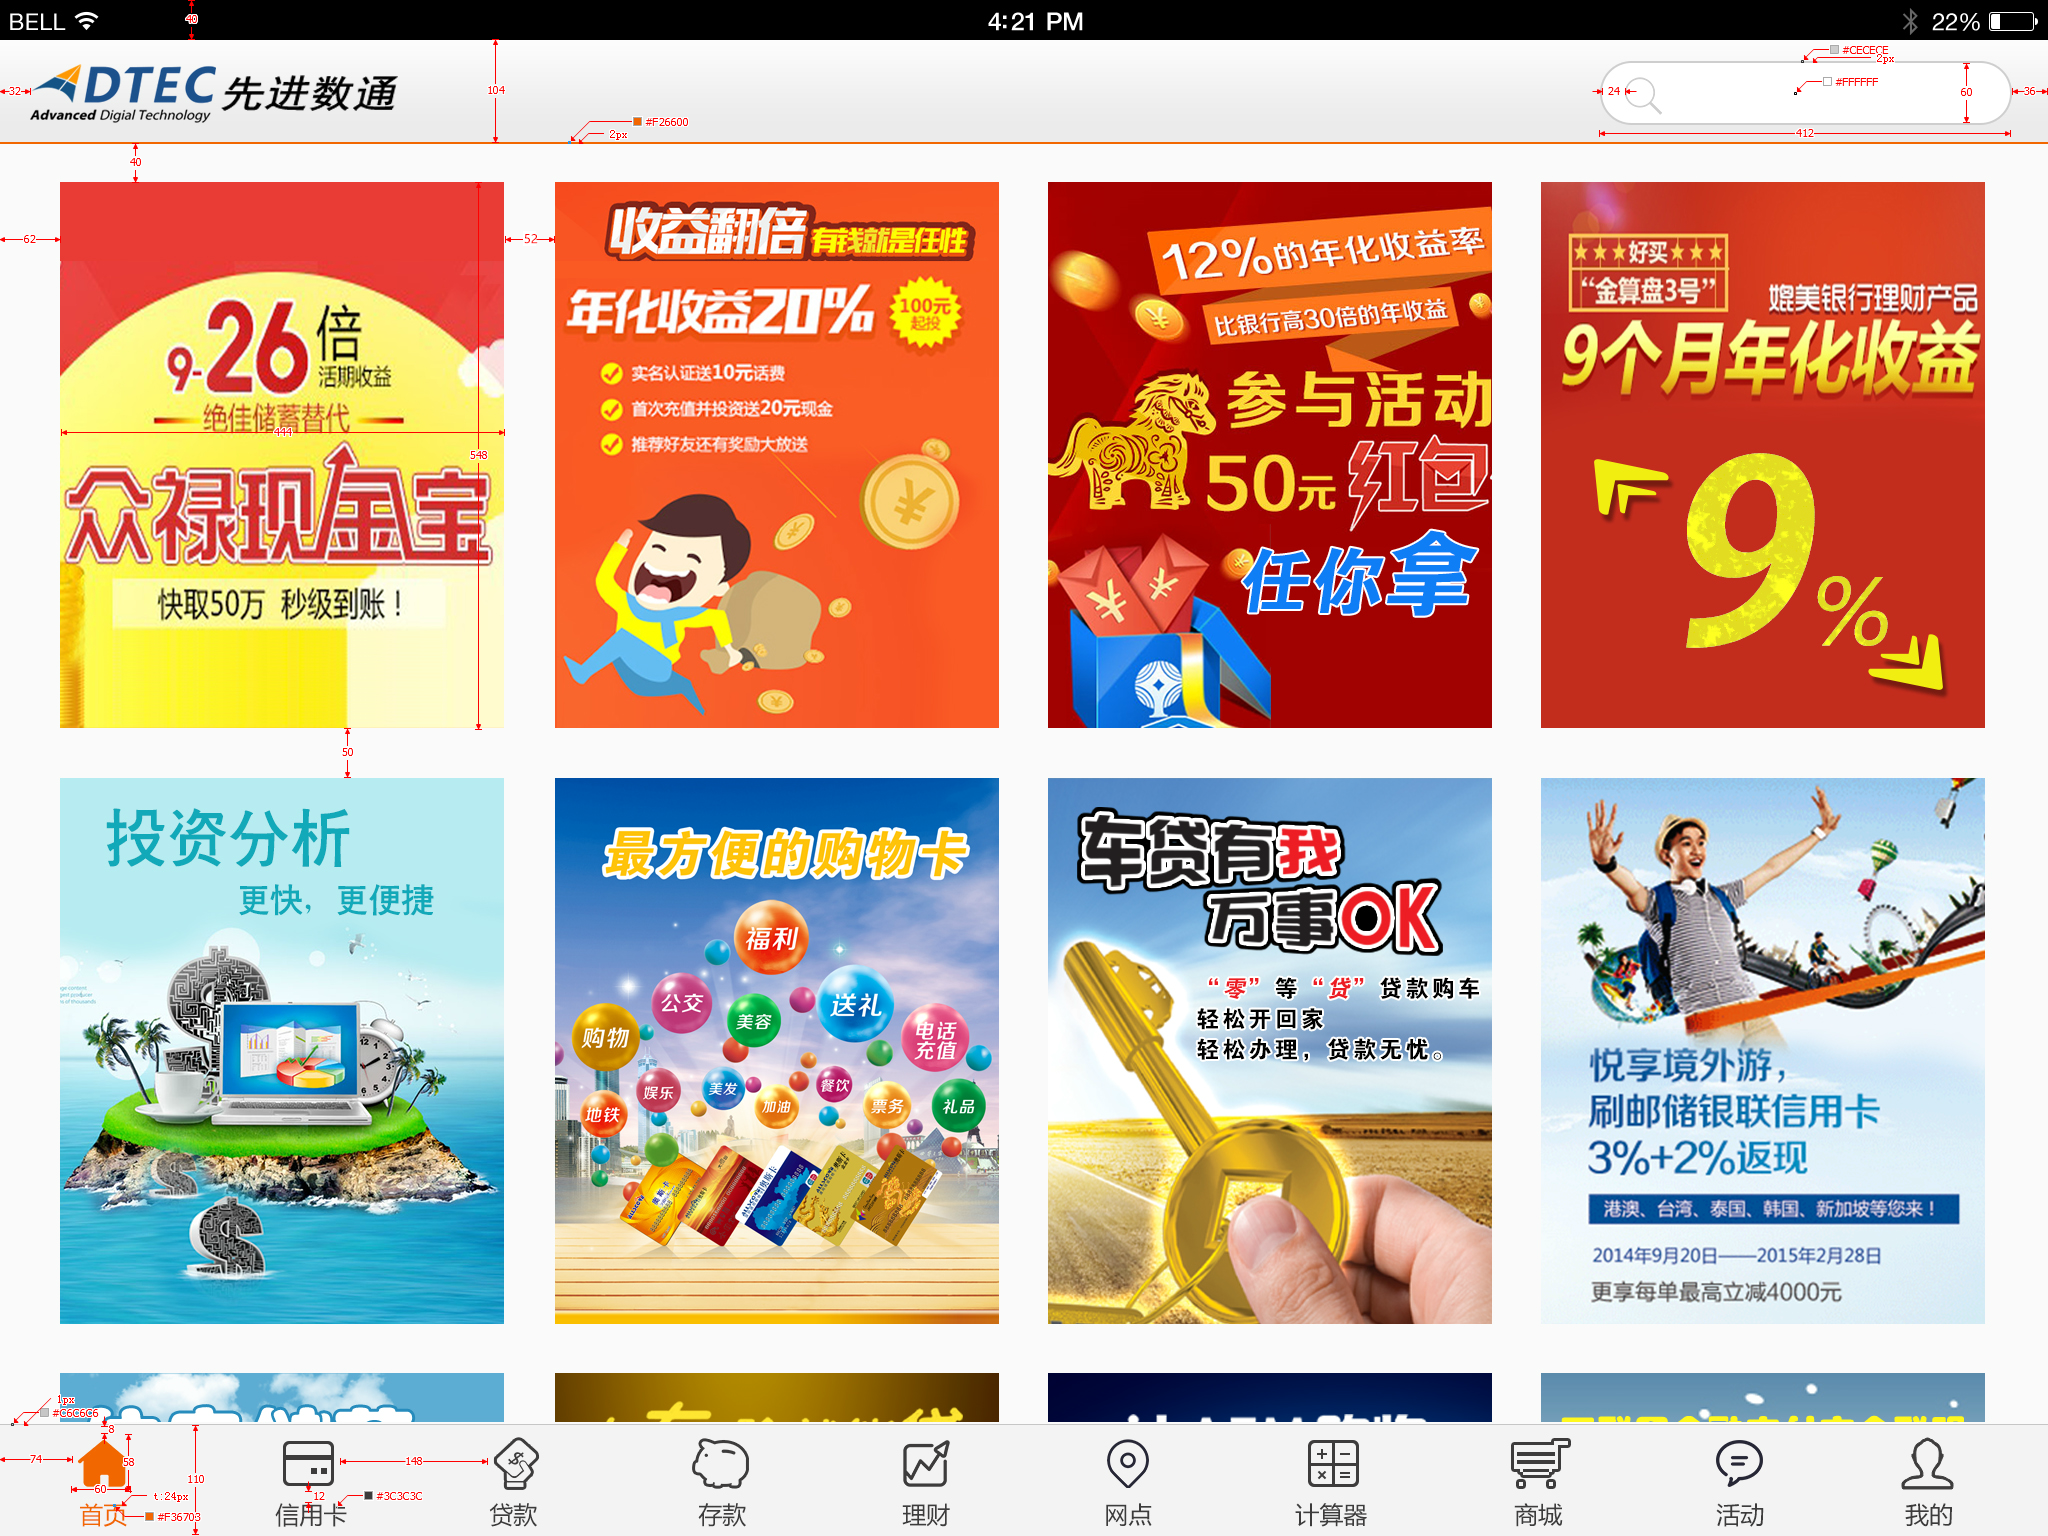 BELL
4:21 PM
22%
40
#CECECE
2px
32
ADTEC 先进数通
Advanced Digial Technology
104
#F26600
2px
24
#FFFFFF
60
36
412
40
62
52
9-26倍
活期收益
绝佳储蓄替代
444
548
众禄现金宝
快取50万 秒级到账！
收益翻倍 有钱就是任性
年化收益20%
100元
起投
实名认证送10元话费
首次充值并投资送20元现金
推荐好友还有奖励大放送
12%的年化收益率
比银行高30倍的年收益
参与活动
50元红包
任你拿
★★★好买★★★
“金算盘3号”
媲美银行理财产品
9个月年化收益
9%
50
投资分析
更快，更便捷
最方便的购物卡
福利
公交
美容
送礼
购物
电话
充值
娱乐
美发
加油
餐饮
票务
礼品
地铁
车贷有我
万事OK
“零”等“贷”贷款购车
轻松开回家
轻松办理，贷款无忧。
悦享境外游，
刷邮储银联信用卡
3%+2%返现
港澳、台湾、泰国、韩国、新加坡等您来！
2014年9月20日——2015年2月28日
更享每单最高立减4000元
1px
#C6C6C6
8
74
58
60
110
148
12
t:24px
#3C3C3C
#F36703
首页
信用卡
贷款
存款
理财
网点
计算器
商城
活动
我的